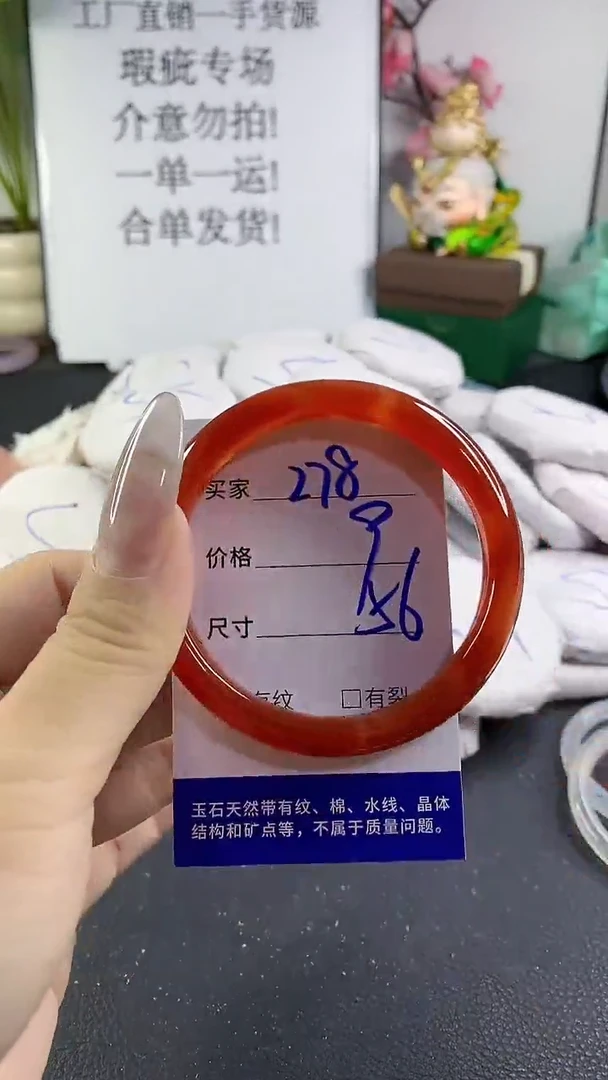 工厂直销一手货源
瑕疵专场
介意勿拍!
一单一运!
合单发货!
买家 278
价格 9
尺寸 56
有纹 □有裂
玉石天然带有纹、棉、水线、晶体
结构和矿点等，不属于质量问题。